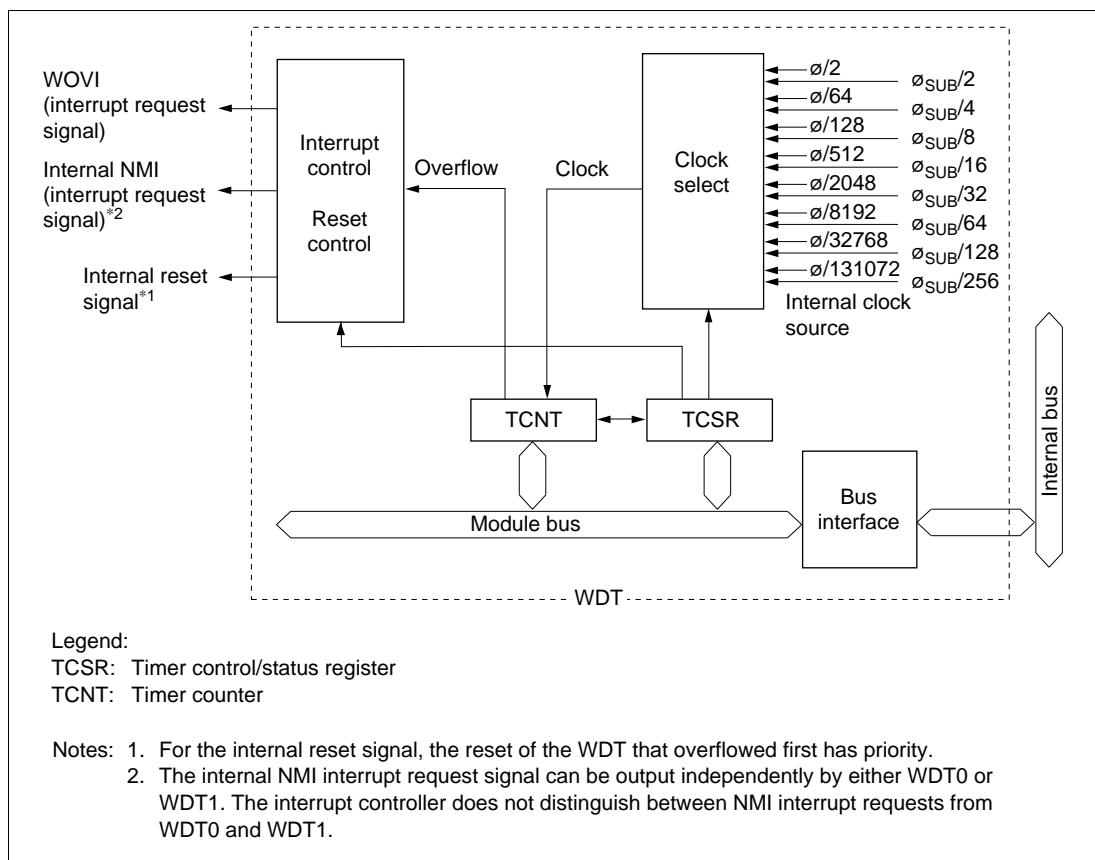 WOVI
(interrupt request
signal)
Internal NMI
(interrupt request
signal)*2
Internal reset
signal*1
Interrupt
control
Reset
control
Overflow
Clock
Clock
select
ø/2
ø/64
ø/128
ø/512
ø/2048
ø/8192
ø/32768
ø/131072
Internal clock
source
øSUB/2
øSUB/4
øSUB/8
øSUB/16
øSUB/32
øSUB/64
øSUB/128
øSUB/256
TCNT
TCSR
Module bus
Bus
interface
Internal bus
WDT
Legend:
TCSR: Timer control/status register
TCNT: Timer counter
Notes: 1. For the internal reset signal, the reset of the WDT that overflowed first has priority.
2. The internal NMI interrupt request signal can be output independently by either WDT0 or
WDT1. The interrupt controller does not distinguish between NMI interrupt requests from
WDT0 and WDT1.